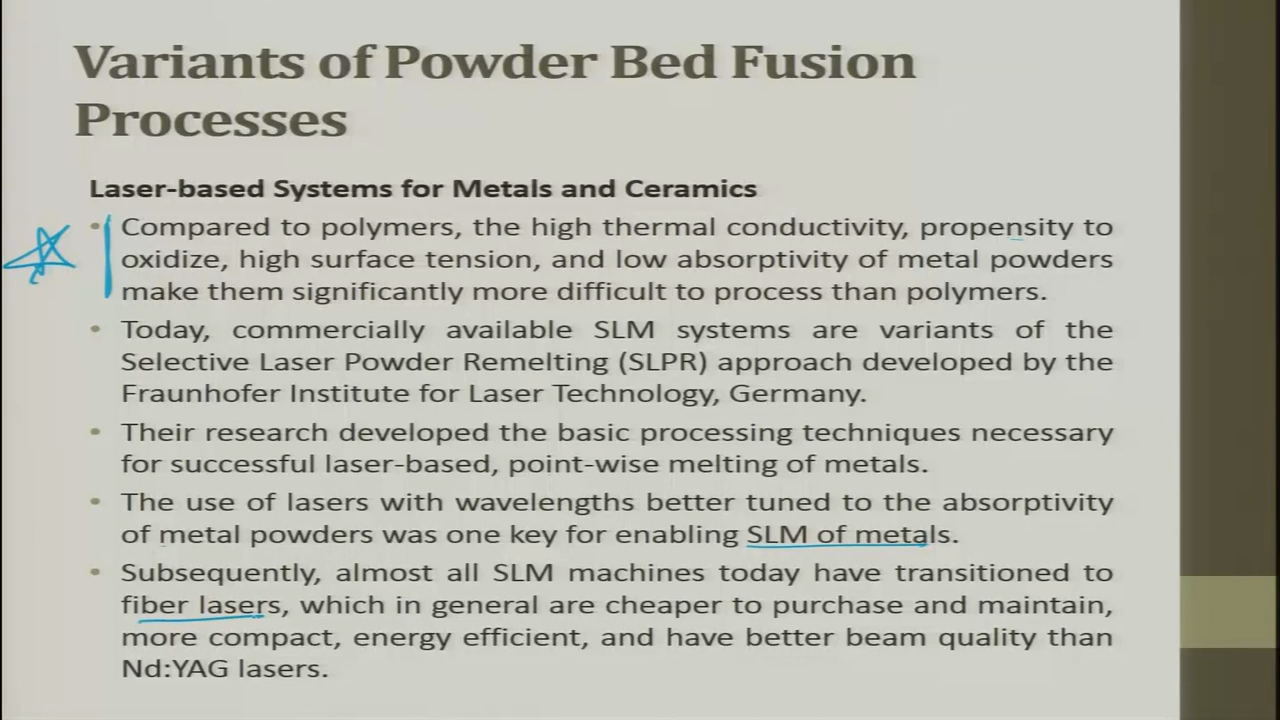 Variants of Powder Bed Fusion
Processes
Laser-based Systems for Metals and Ceramics
• Compared to polymers, the high thermal conductivity, propensity to
oxidize, high surface tension, and low absorptivity of metal powders
make them significantly more difficult to process than polymers.
• Today, commercially available SLM systems are variants of the
Selective Laser Powder Remelting (SLPR) approach developed by the
Fraunhofer Institute for Laser Technology, Germany.
• Their research developed the basic processing techniques necessary
for successful laser-based, point-wise melting of metals.
• The use of lasers with wavelengths better tuned to the absorptivity
of metal powders was one key for enabling SLM of metals.
• Subsequently, almost all SLM machines today have transitioned to
fiber lasers, which in general are cheaper to purchase and maintain,
more compact, energy efficient, and have better beam quality than
Nd:YAG lasers.